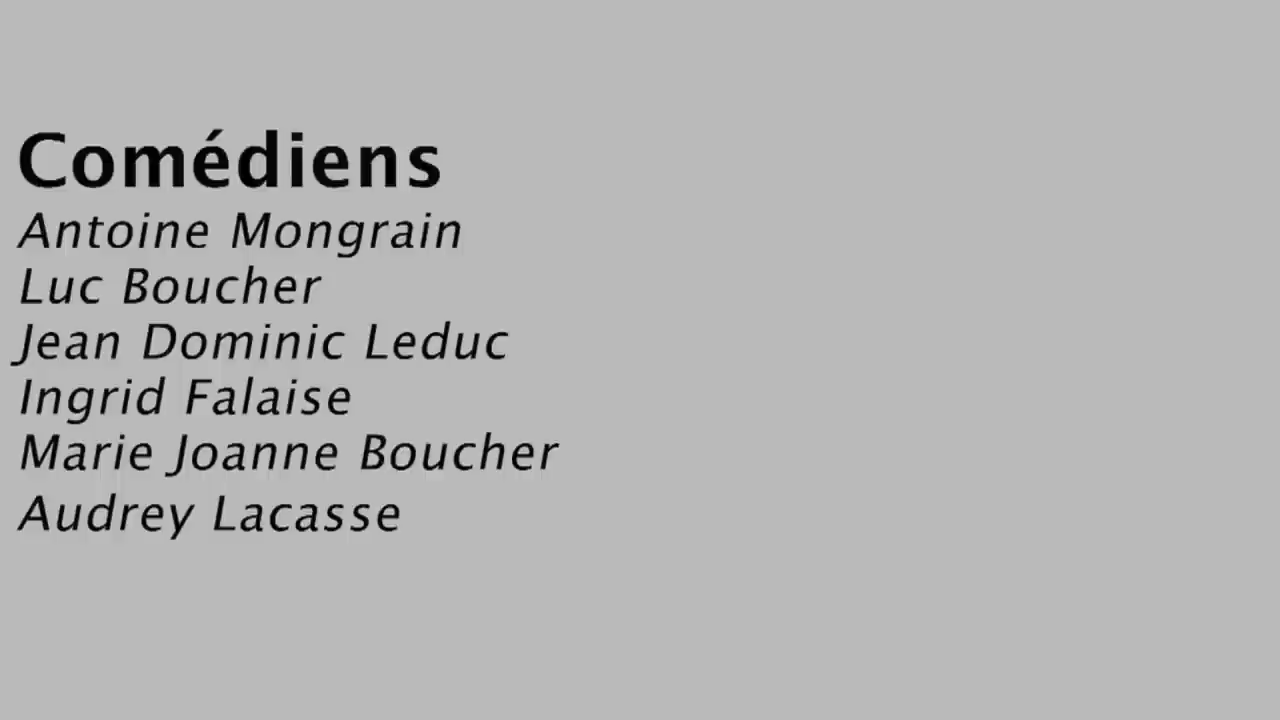 Comédiens
Antoine Mongrain
Luc Boucher
Jean Dominic Leduc
Ingrid Falaise
Marie Joanne Boucher
Audrey Lacasse